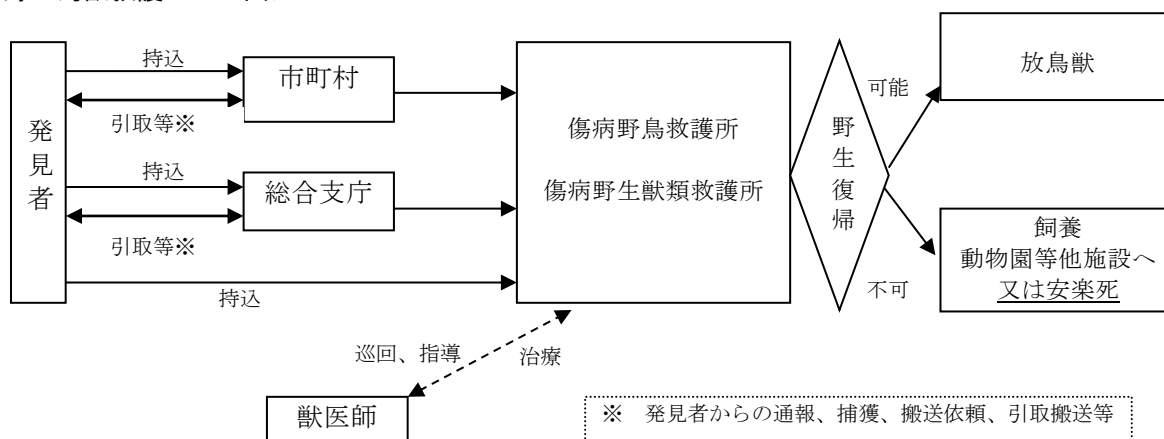 発見者
持込
引取等※
市町村
持込
引取等※
総合支庁
持込
傷病野鳥救護所
傷病野生獣類救護所
野生復帰
可能
不可
放鳥獣
飼養
動物園等他施設へ
又は安楽死
巡回、指導
治療
獣医師
※ 発見者からの通報、捕獲、搬送依頼、引取搬送等